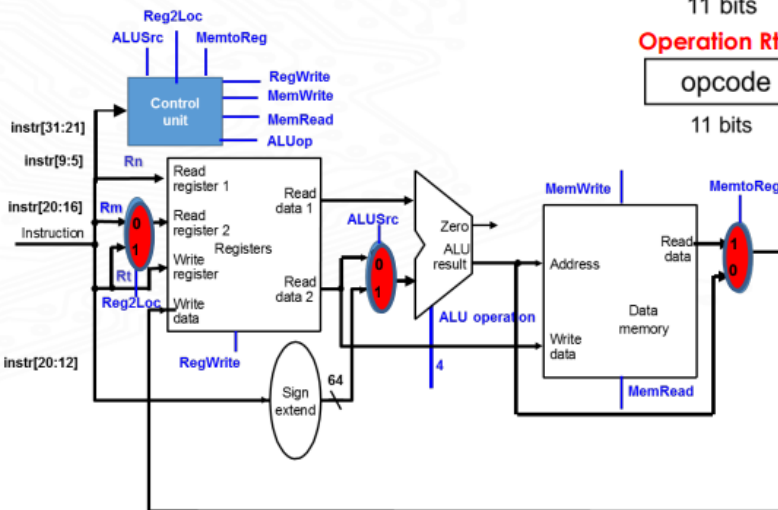 11 bits
Reg2Loc
ALUSrc
MemtoReg
Operation Rt
opcode
11 bits
Control
unit
RegWrite
MemWrite
MemRead
ALUop
instr[31:21]
instr[9:5]
Rn
instr[20:16]
Rm
Instruction
0
1
Rt
Reg2Loc
Read
register 1
Read
register 2
Write
register
Write
data
Registers
Read
data 1
Read
data 2
RegWrite
ALUSrc
0
1
Zero
ALU
result
ALU operation
4
instr[20:12]
Sign
extend
64
MemWrite
Address
Read
data
Data
memory
Write
data
MemRead
MemtoReg
1
0